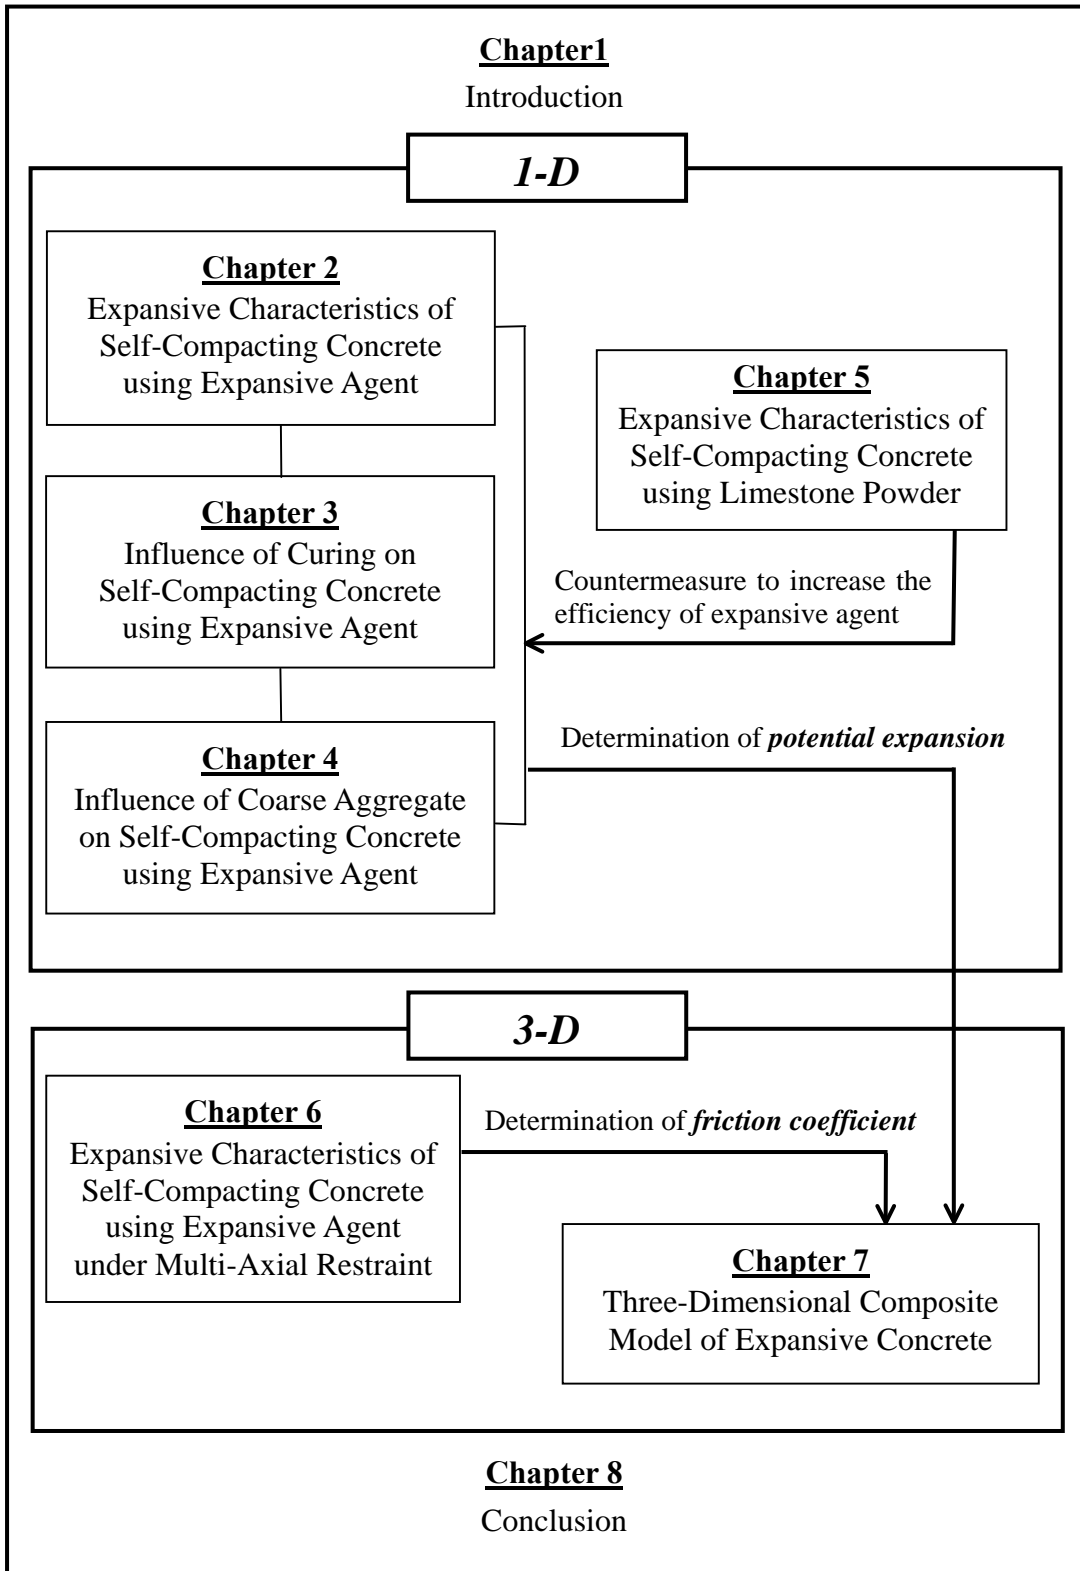 Chapter1
Introduction
1-D
Chapter 2
Expansive Characteristics of
Self-Compacting Concrete
using Expansive Agent
Chapter 3
Influence of Curing on
Self-Compacting Concrete
using Expansive Agent
Chapter 4
Influence of Coarse Aggregate
on Self-Compacting Concrete
using Expansive Agent
Chapter 5
Expansive Characteristics of
Self-Compacting Concrete
using Limestone Powder
Countermeasure to increase the
efficiency of expansive agent
Determination of potential expansion
3-D
Chapter 6
Expansive Characteristics of
Self-Compacting Concrete
using Expansive Agent
under Multi-Axial Restraint
Determination of friction coefficient
Chapter 7
Three-Dimensional Composite
Model of Expansive Concrete
Chapter 8
Conclusion